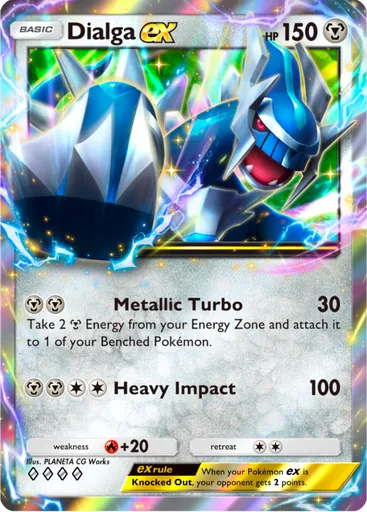 BASIC Dialga ex HP 150
Metallic Turbo 30
Take 2 Energy from your Energy Zone and attach it
to 1 of your Benched Pokémon.
Heavy Impact 100
weakness +20 retreat
Illus. PLANETA CG Works
ex rule When your Pokémon ex is
Knocked Out, your opponent gets 2 points.